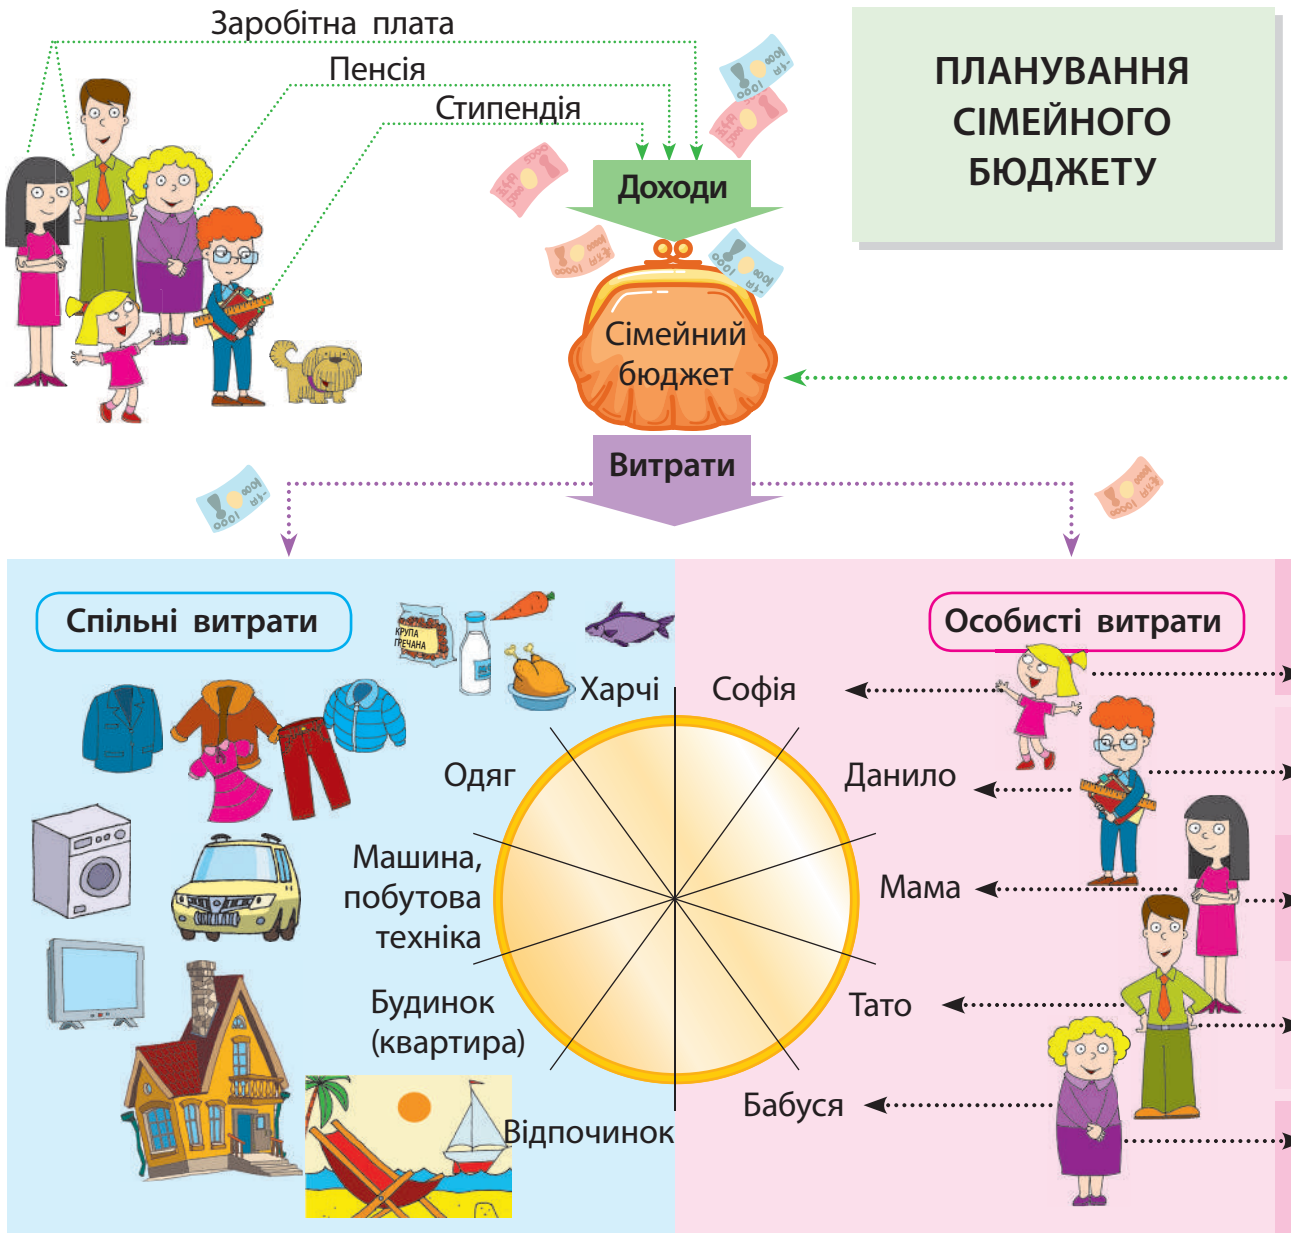 Заробітна плата
Пенсія
Стипендія
ПЛАНУВАННЯ
СІМЕЙНОГО
БЮДЖЕТУ
Доходи
Сімейний
бюджет
Витрати
Спільні витрати
Особисті витрати
КРУПА
ГРЕЧАНА
Харчі
Софія
Одяг
Данило
Машина,
побутова
техніка
Мама
Будинок
(квартира)
Тато
Відпочинок
Бабуся